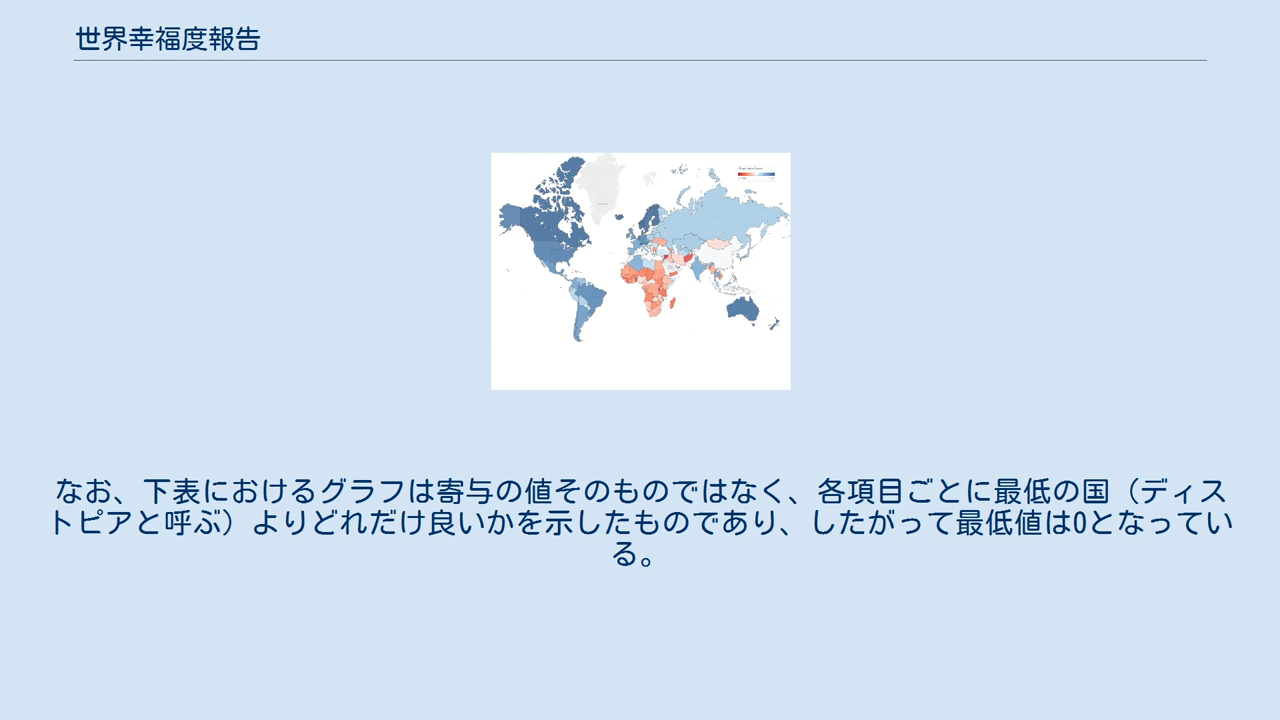 世界幸福度報告
なお、下表におけるグラフは寄与の値そのものではなく、各項目ごとに最低の国（ディス
トピアと呼ぶ）よりどれだけ良いかを示したものであり、したがって最低値は0となってい
る。